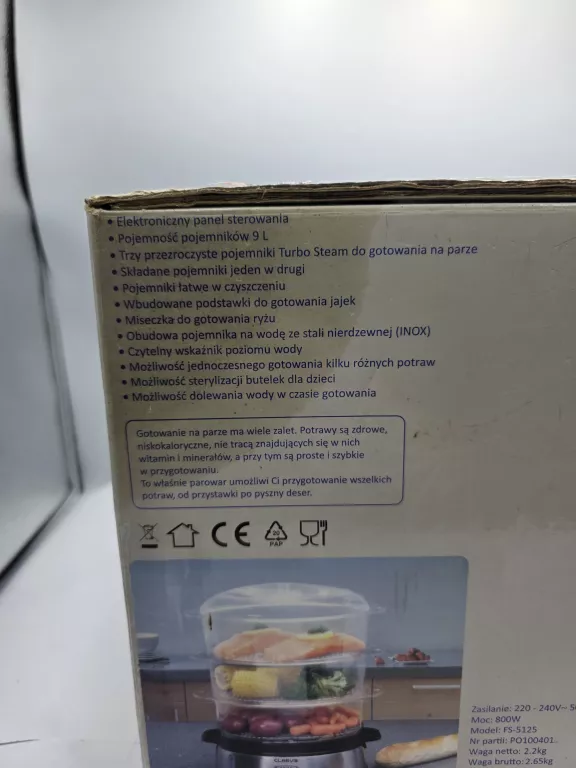 • Elektroniczny panel sterowania
• Pojemność pojemników 9 L
• Trzy przezroczyste pojemniki Turbo Steam do gotowania na parze
• Składane pojemniki jeden w drugi
• Pojemniki łatwe w czyszczeniu
• Wbudowane podstawki do gotowania jajek
• Miseczka do gotowania ryżu
• Obudowa pojemnika na wodę ze stali nierdzewnej (INOX)
• Czytelny wskaźnik poziomu wody
• Możliwość jednoczesnego gotowania kilku różnych potraw
• Możliwość sterylizacji butelek dla dzieci
• Możliwość dolewania wody w czasie gotowania
Gotowanie na parze ma wiele zalet. Potrawy są zdrowe,
niskokaloryczne, nie tracą znajdujących się w nich
witamin i minerałów, a przy tym są proste i szybkie
w przygotowaniu.
To właśnie parowar umożliwi Ci przygotowanie wszelkich
potraw, od przystawki po pyszny deser.
CE
20
PAP
Zasilanie: 220 - 240V~
Moc: 800W
Model: FS-5125
Nr partii: PO100401.
Waga netto: 2.2kg
Waga brutto: 2.65kg